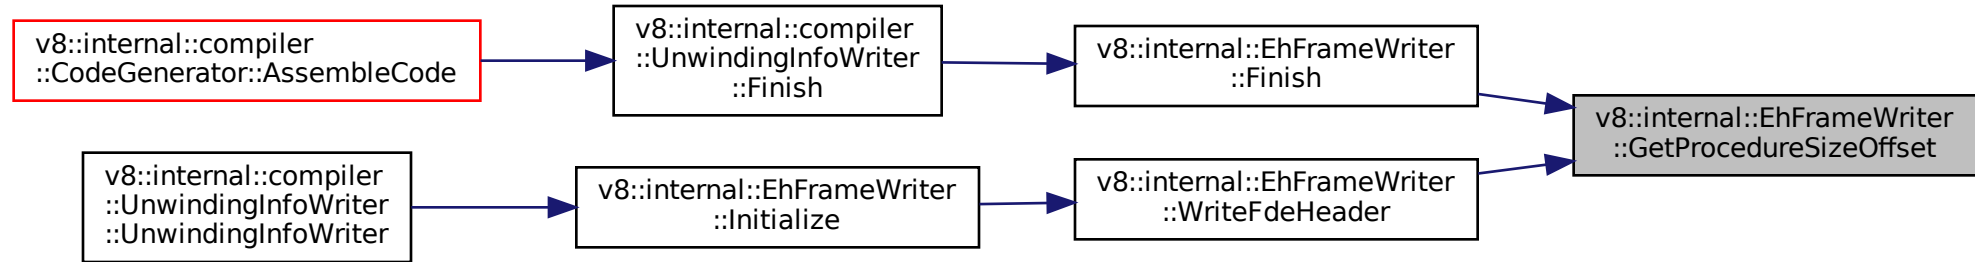 v8::internal::compiler
::CodeGenerator::AssembleCode
v8::internal::compiler
::UnwindingInfoWriter
::Finish
v8::internal::EhFrameWriter
::Finish
v8::internal::EhFrameWriter
::GetProcedureSizeOffset
v8::internal::compiler
::UnwindingInfoWriter
::UnwindingInfoWriter
v8::internal::EhFrameWriter
::Initialize
v8::internal::EhFrameWriter
::WriteFdeHeader